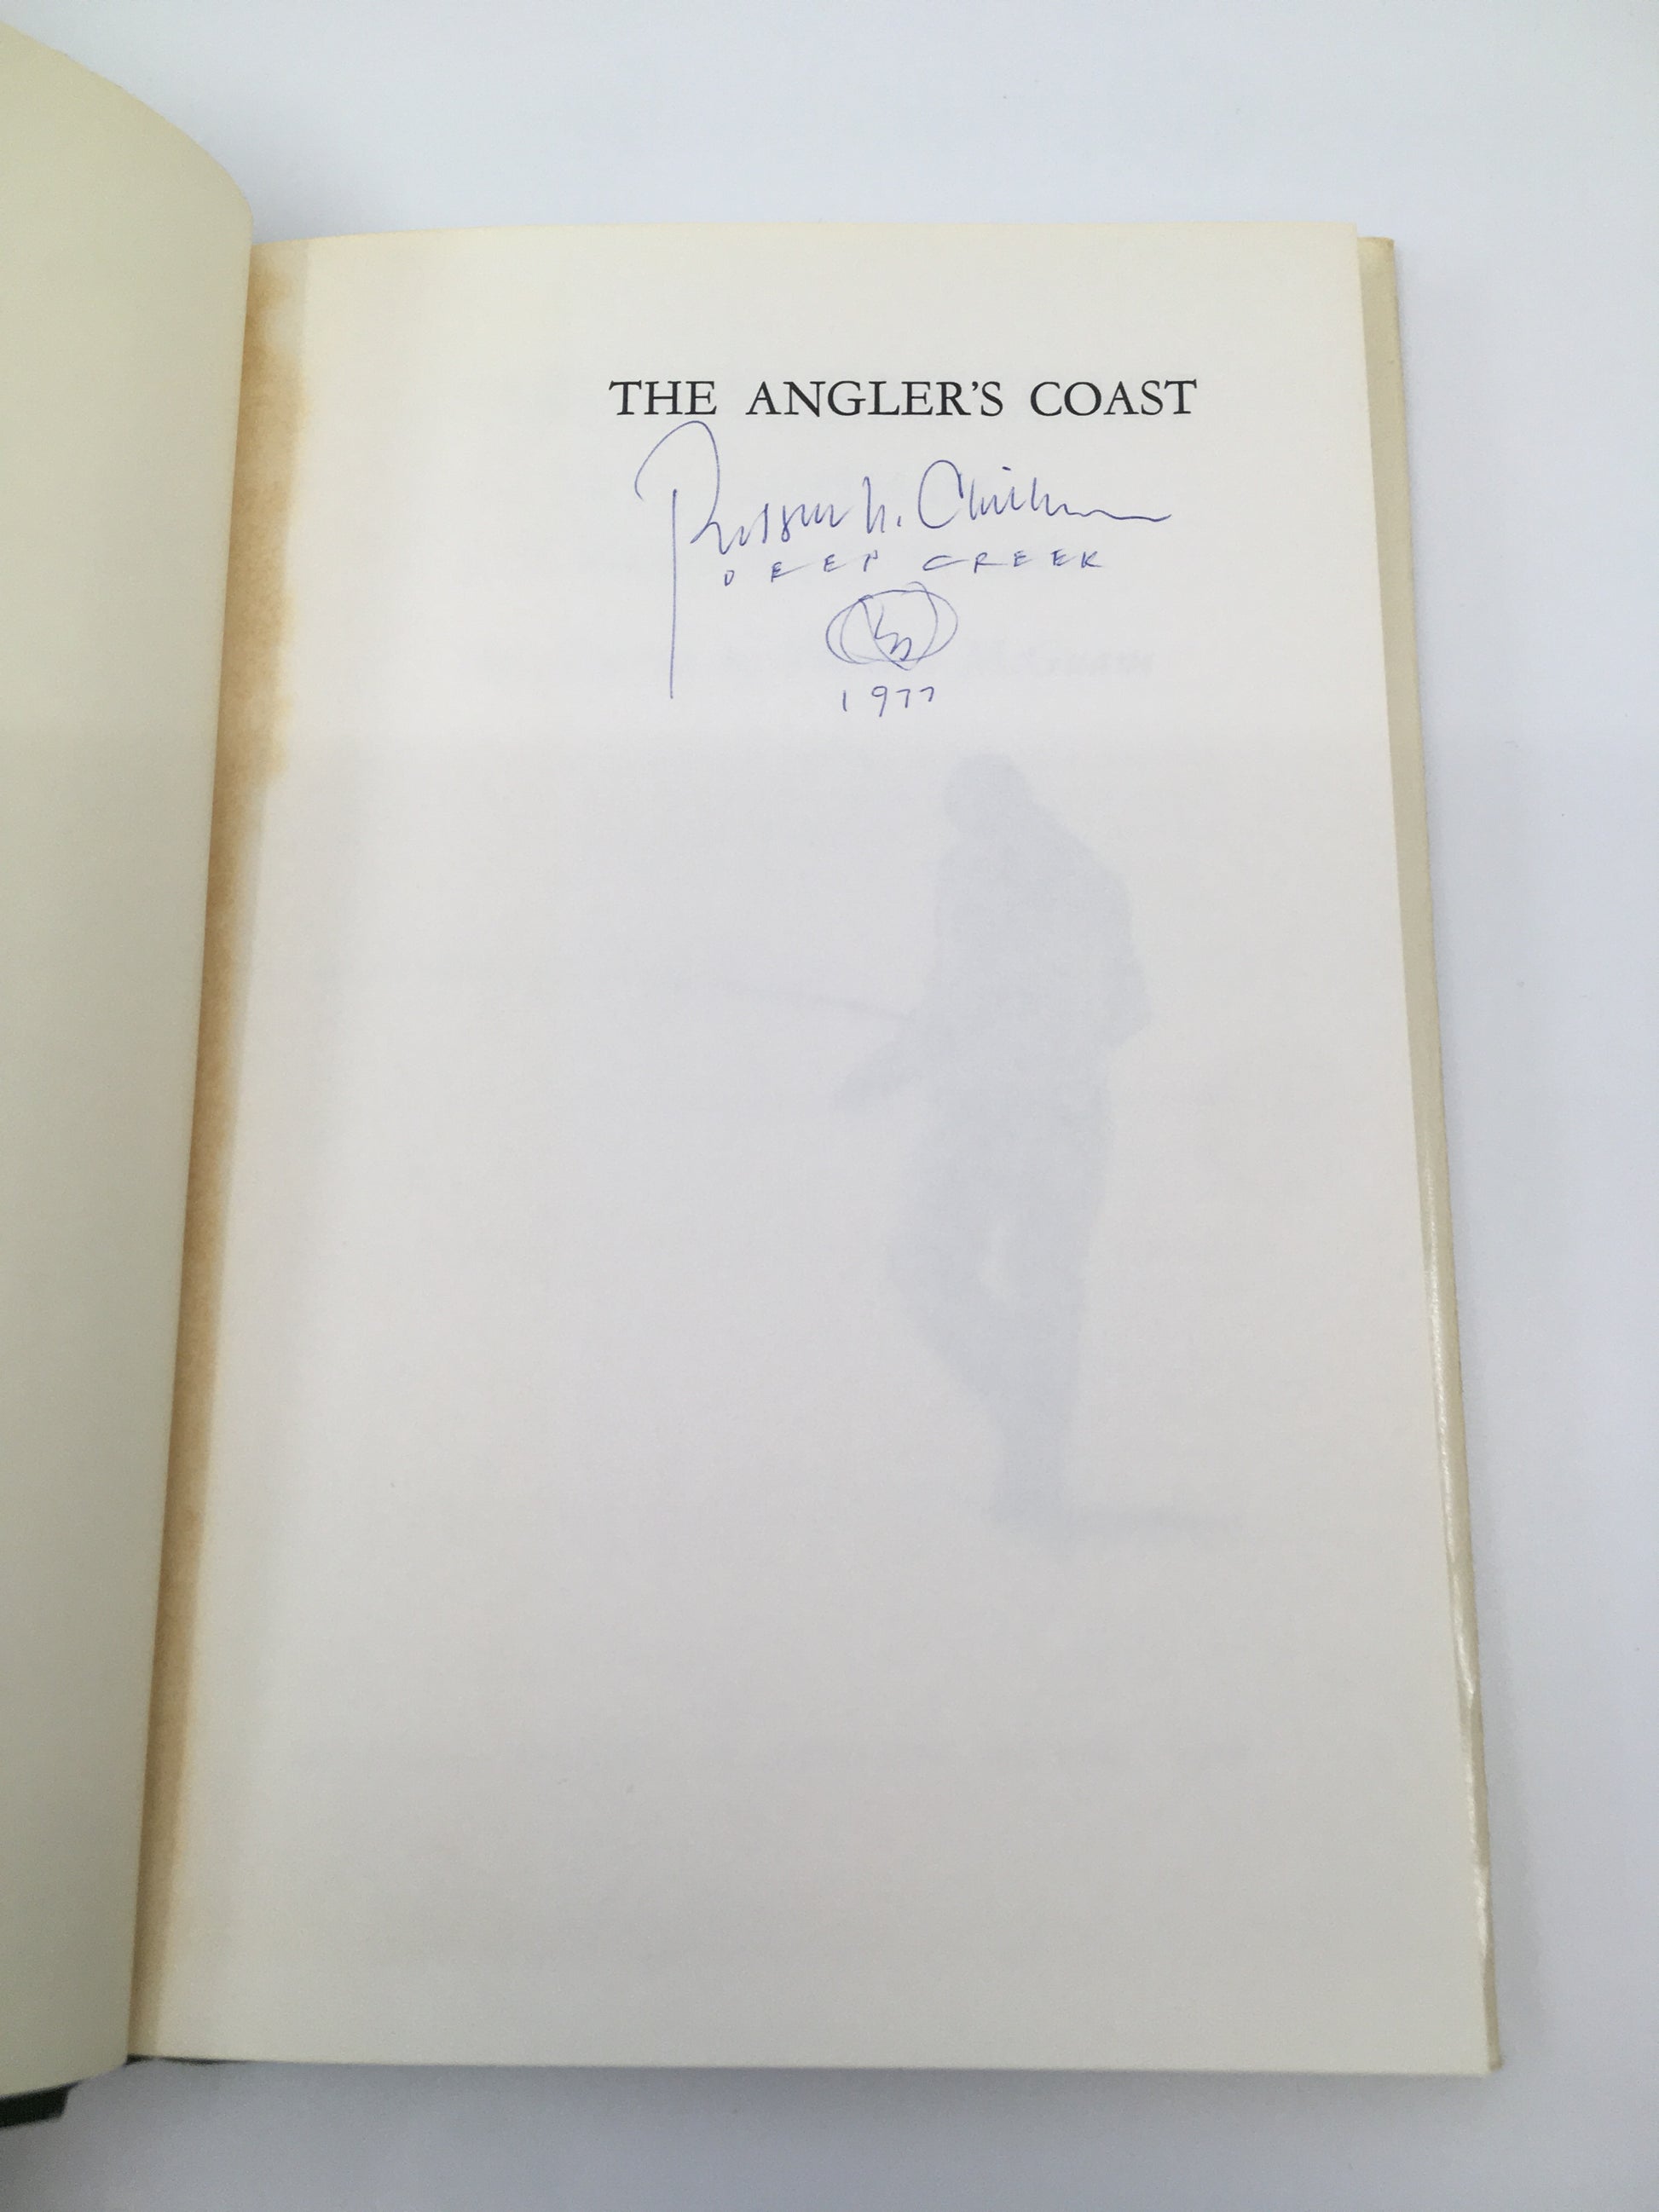 THE ANGLER'S COAST
Russell h. Chatham
DEEP CREEK
1977